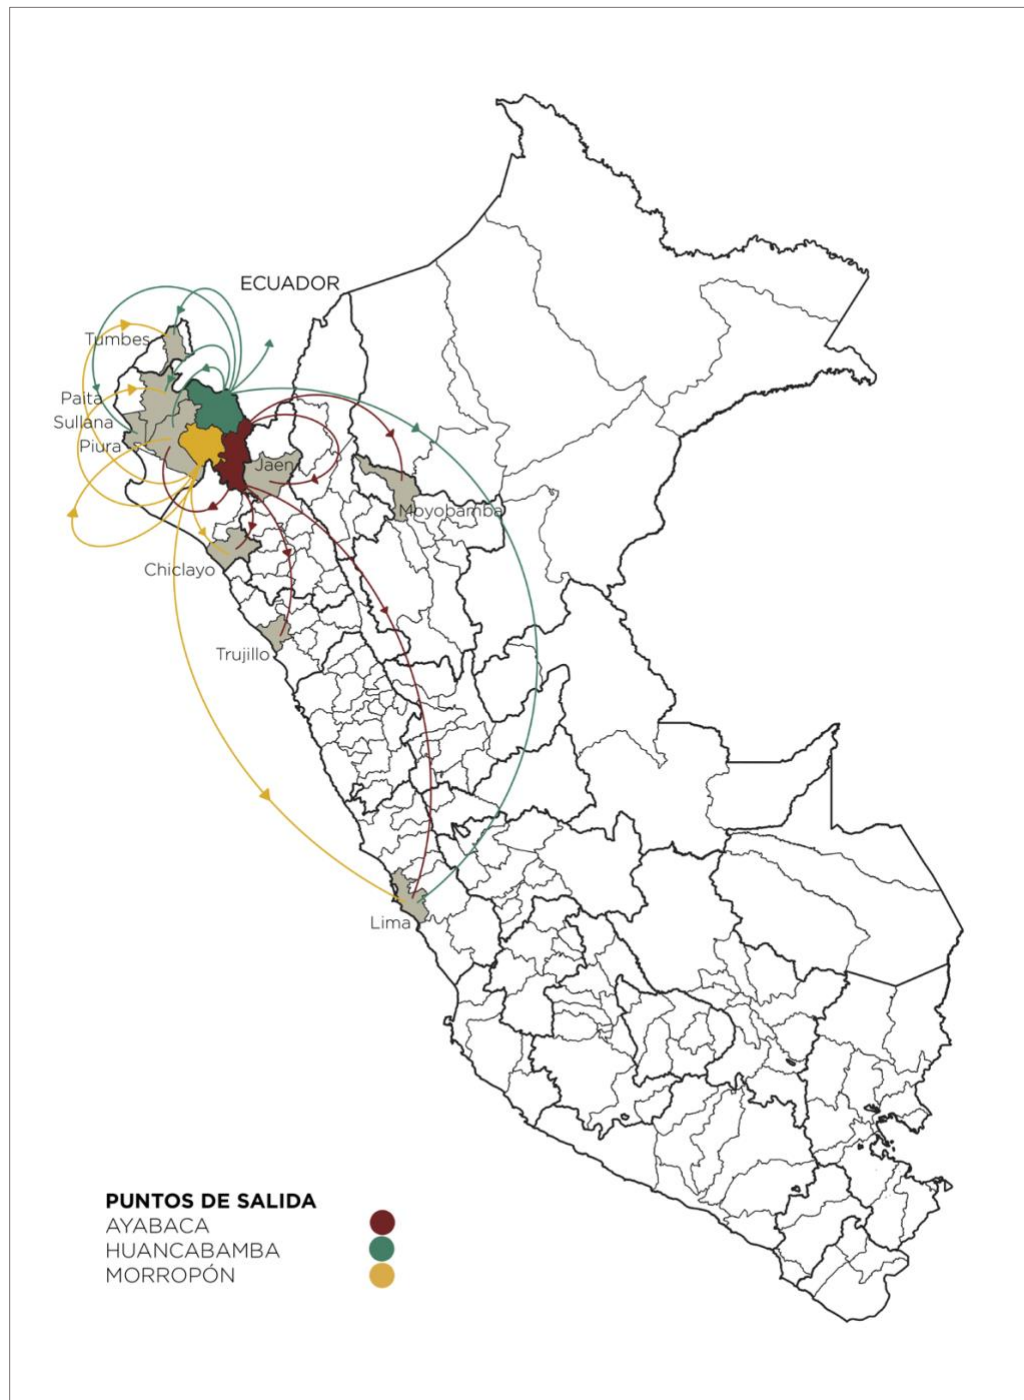 ECUADOR
Tumbes
Paita
Sullana
Piura
Jaen
Moyobamba
Chiclayo
Trujillo
Lima
PUNTOS DE SALIDA
AYABACA
HUANCABAMBA
MORROPÓN